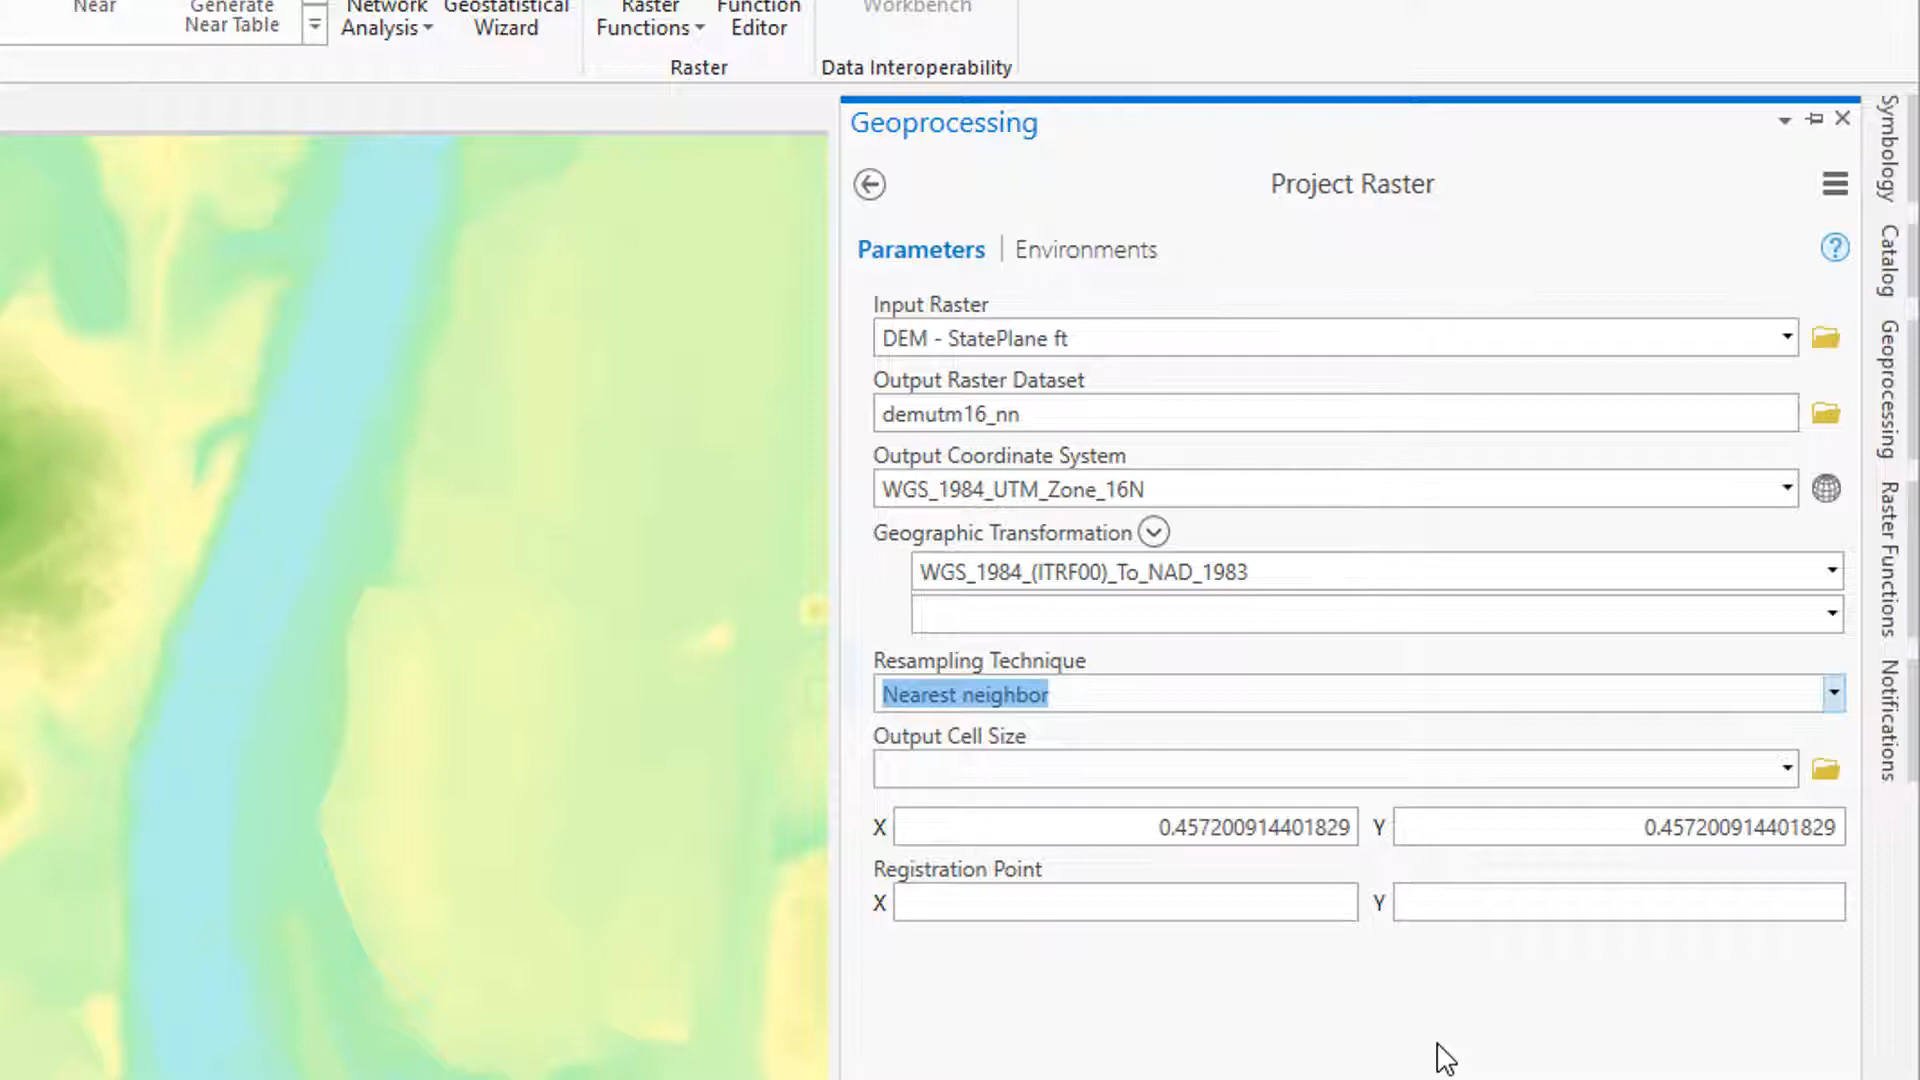 Near
Generate
Near Table
Network
Analysis
Geostatistical
Wizard
Raster
Functions
Function
Editor
Workbench
Raster
Data Interoperability
Geoprocessing
Project Raster
Parameters
Environments
?
Input Raster
DEM - StatePlane ft
Output Raster Dataset
demutm16_nn
Output Coordinate System
WGS_1984_UTM_Zone_16N
Geographic Transformation
WGS_1984_(ITRF00)_To_NAD_1983
Resampling Technique
Nearest neighbor
Output Cell Size
X 0.457200914401829 Y 0.457200914401829
Registration Point
X Y
Symbology
Catalog
Geoprocessing
Raster Functions
Notifications